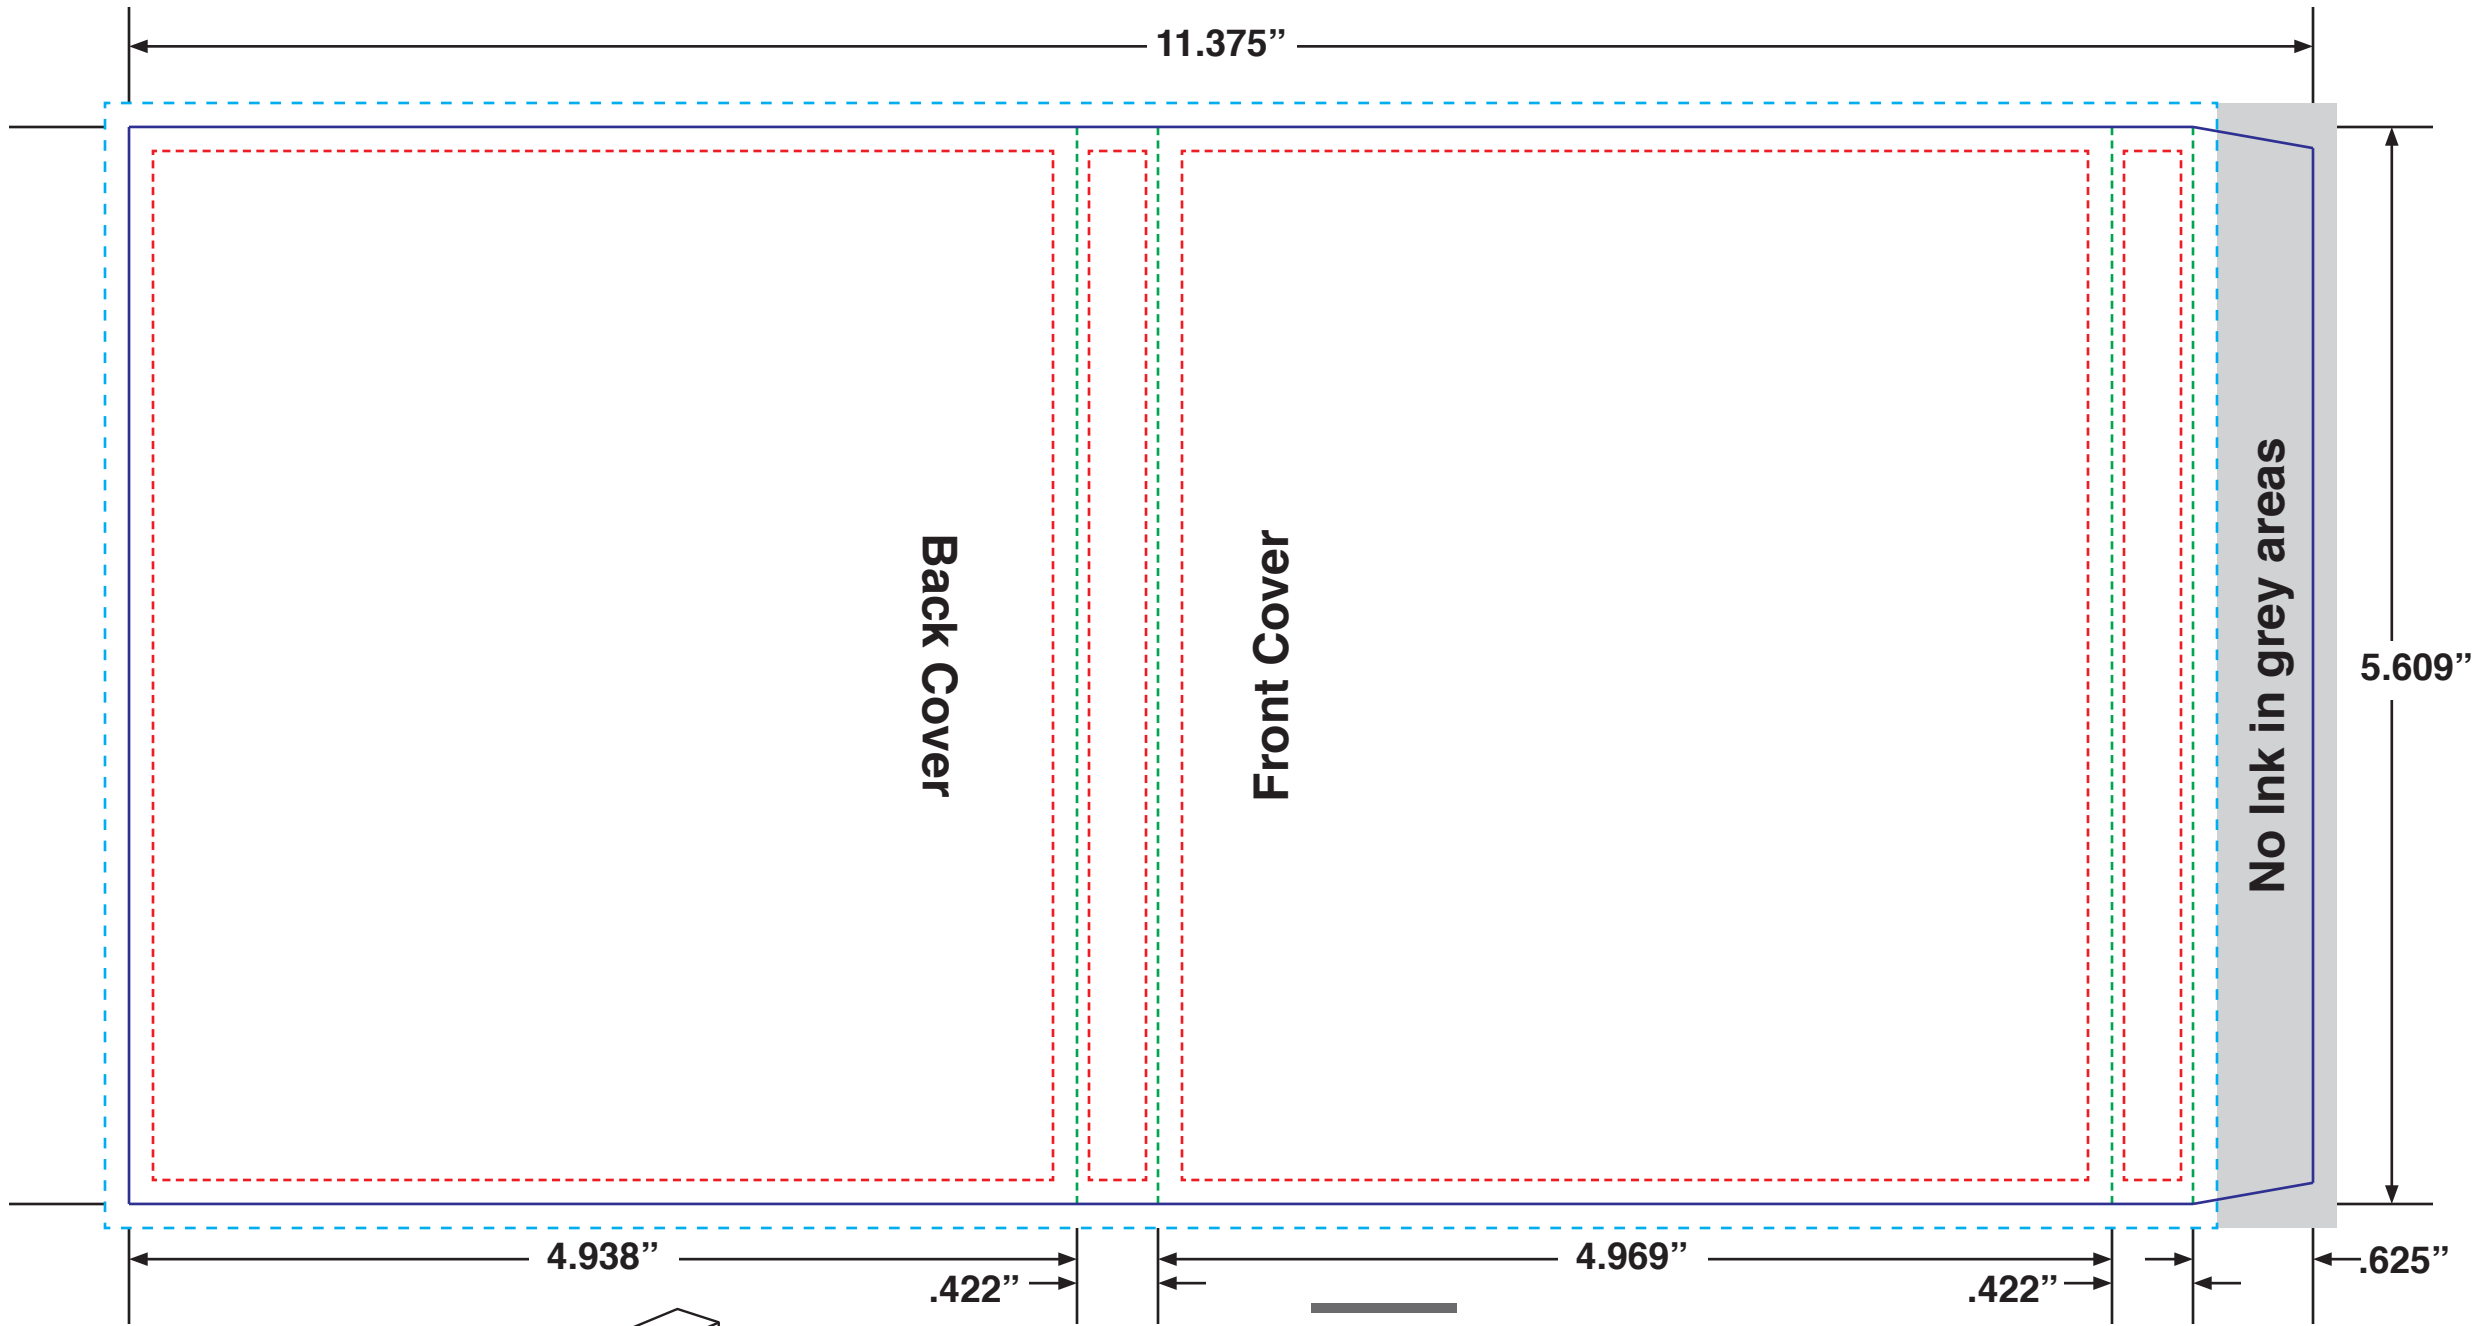 11.375”
Back Cover
Front Cover
No Ink in grey areas
5.609”
4.938”
.422”
4.969”
.422”
.625”